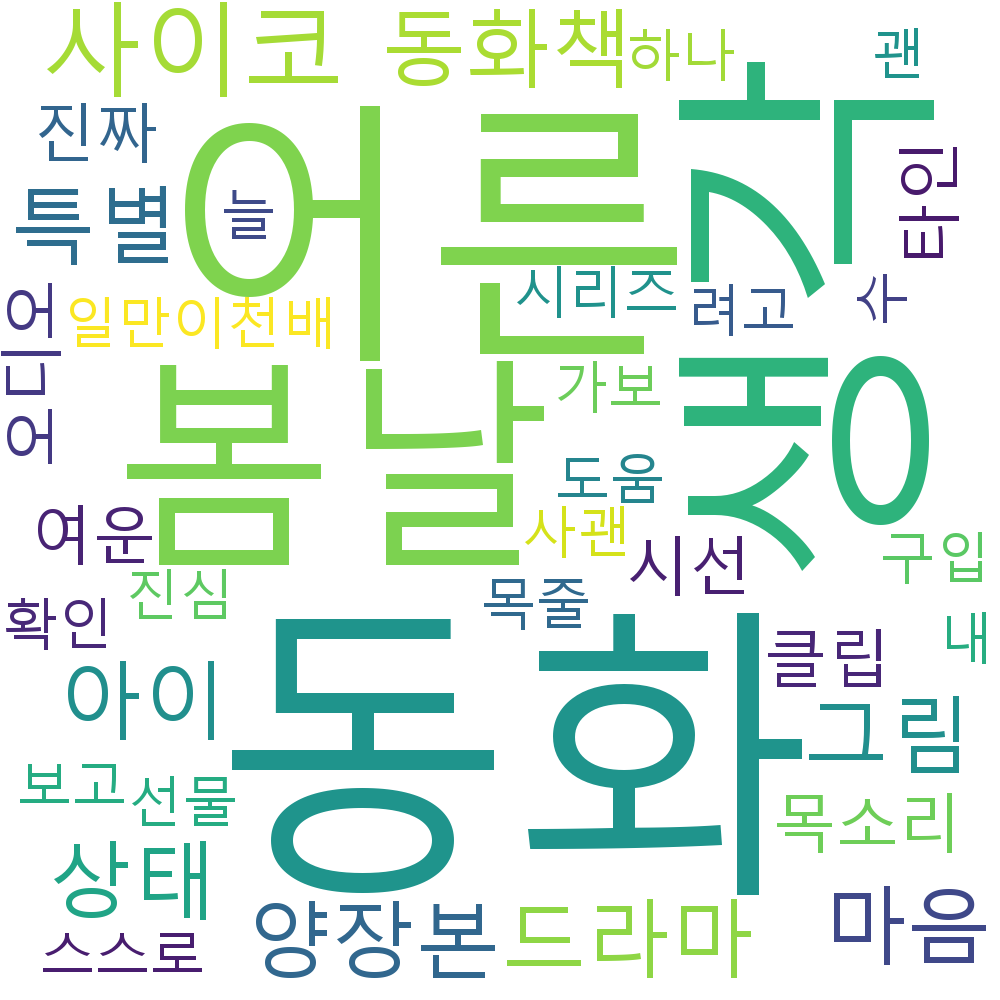 사이코
동화책
하나
괜
진짜
어른
생각
타인
특별
늘
시리즈
려고
수
어디어
일만이천배
봄날
가보
도움
여운
사괜
시선
구입
진심
목줄
확인
동화
클립
내
아이
그림
보고
선물
목소리
상태
양장본
드라마
마음
스스로